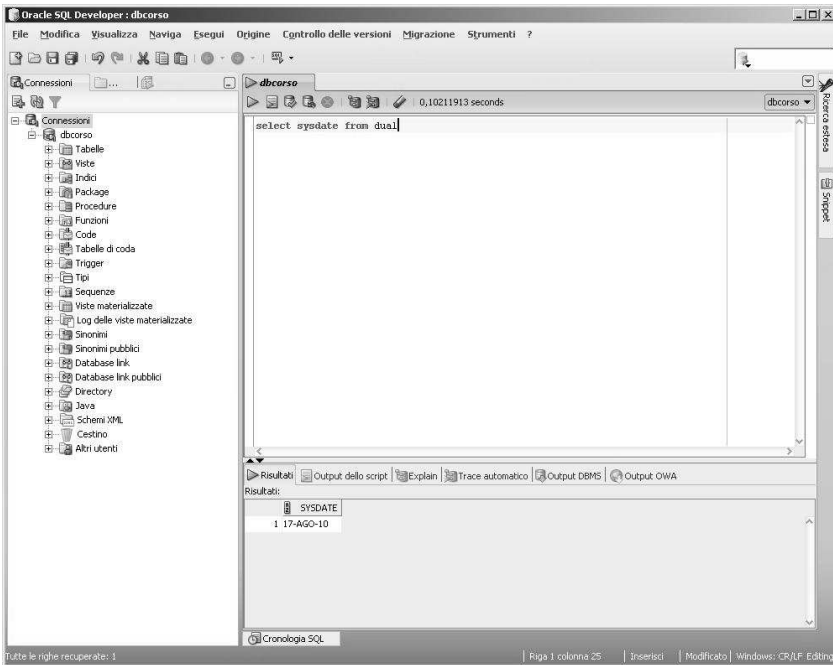 Oracle SQL Developer : dbcorso
File Modifica Visualizza Naviga Esegui Origine Controllo delle versioni Migrazione Strumenti ?
Connessioni ...
dbcorso
0,10211913 seconds
dbcorso
Ricerca estesa
Snippet
Connessioni
dbcorso
Tabelle
Viste
Indici
Package
Procedure
Funzioni
Code
Tabelle di coda
Trigger
Tipi
Sequenze
Viste materializzate
Log delle viste materializzate
Sinonimi
Sinonimi pubblici
Database link
Database link pubblici
Directory
Java
Schemi XML
Cestino
Altri utenti
select sysdate from dual
Risultati Output dello script Explain Trace automatico Output DBMS Output OWA
Risultati:
SYSDATE
1 17-AGO-10
Cronologia SQL
Tutte le righe recuperate: 1
Riga 1 colonna 25 Inserisci Modificato Windows: CR/LF Editing